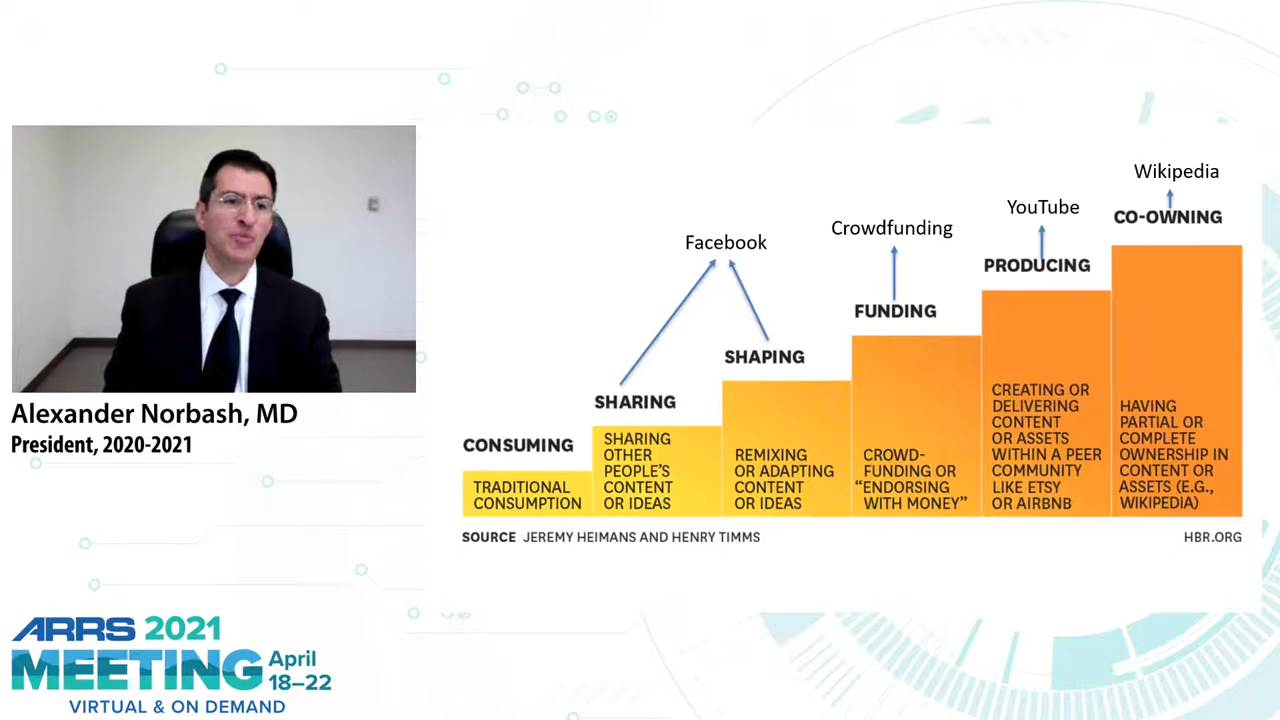 Alexander Norbash, MD
President, 2020-2021
ARRS 2021
MEETING
April
18–22
VIRTUAL & ON DEMAND
CONSUMING
TRADITIONAL
CONSUMPTION
Facebook
SHARING
SHARING
OTHER
PEOPLE'S
CONTENT
OR IDEAS
SHAPING
REMIXING
OR ADAPTING
CONTENT
OR IDEAS
Crowdfunding
FUNDING
CROWD-
FUNDING OR
“ENDORSING
WITH MONEY”
YouTube
PRODUCING
CREATING OR
DELIVERING
CONTENT
OR ASSETS
WITHIN A PEER
COMMUNITY
LIKE ETSY
OR AIRBNB
Wikipedia
CO-OWNING
HAVING
PARTIAL OR
COMPLETE
OWNERSHIP IN
CONTENT OR
ASSETS (E.G.,
WIKIPEDIA)
SOURCE JEREMY HEIMANS AND HENRY TIMMS
HBR.ORG